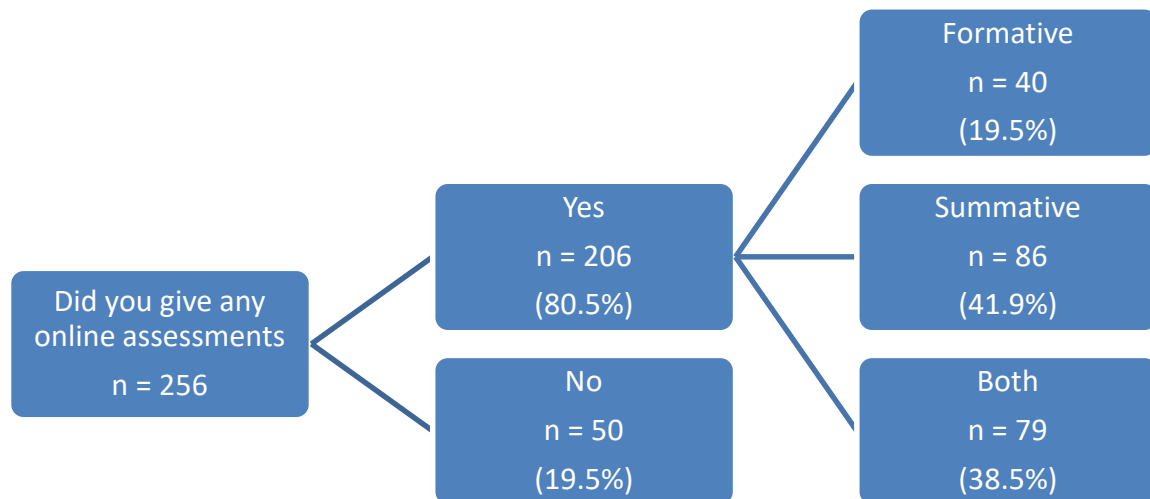 Did you give any
online assessments
n = 256
Yes
n = 206
(80.5%)
No
n = 50
(19.5%)
Formative
n = 40
(19.5%)
Summative
n = 86
(41.9%)
Both
n = 79
(38.5%)